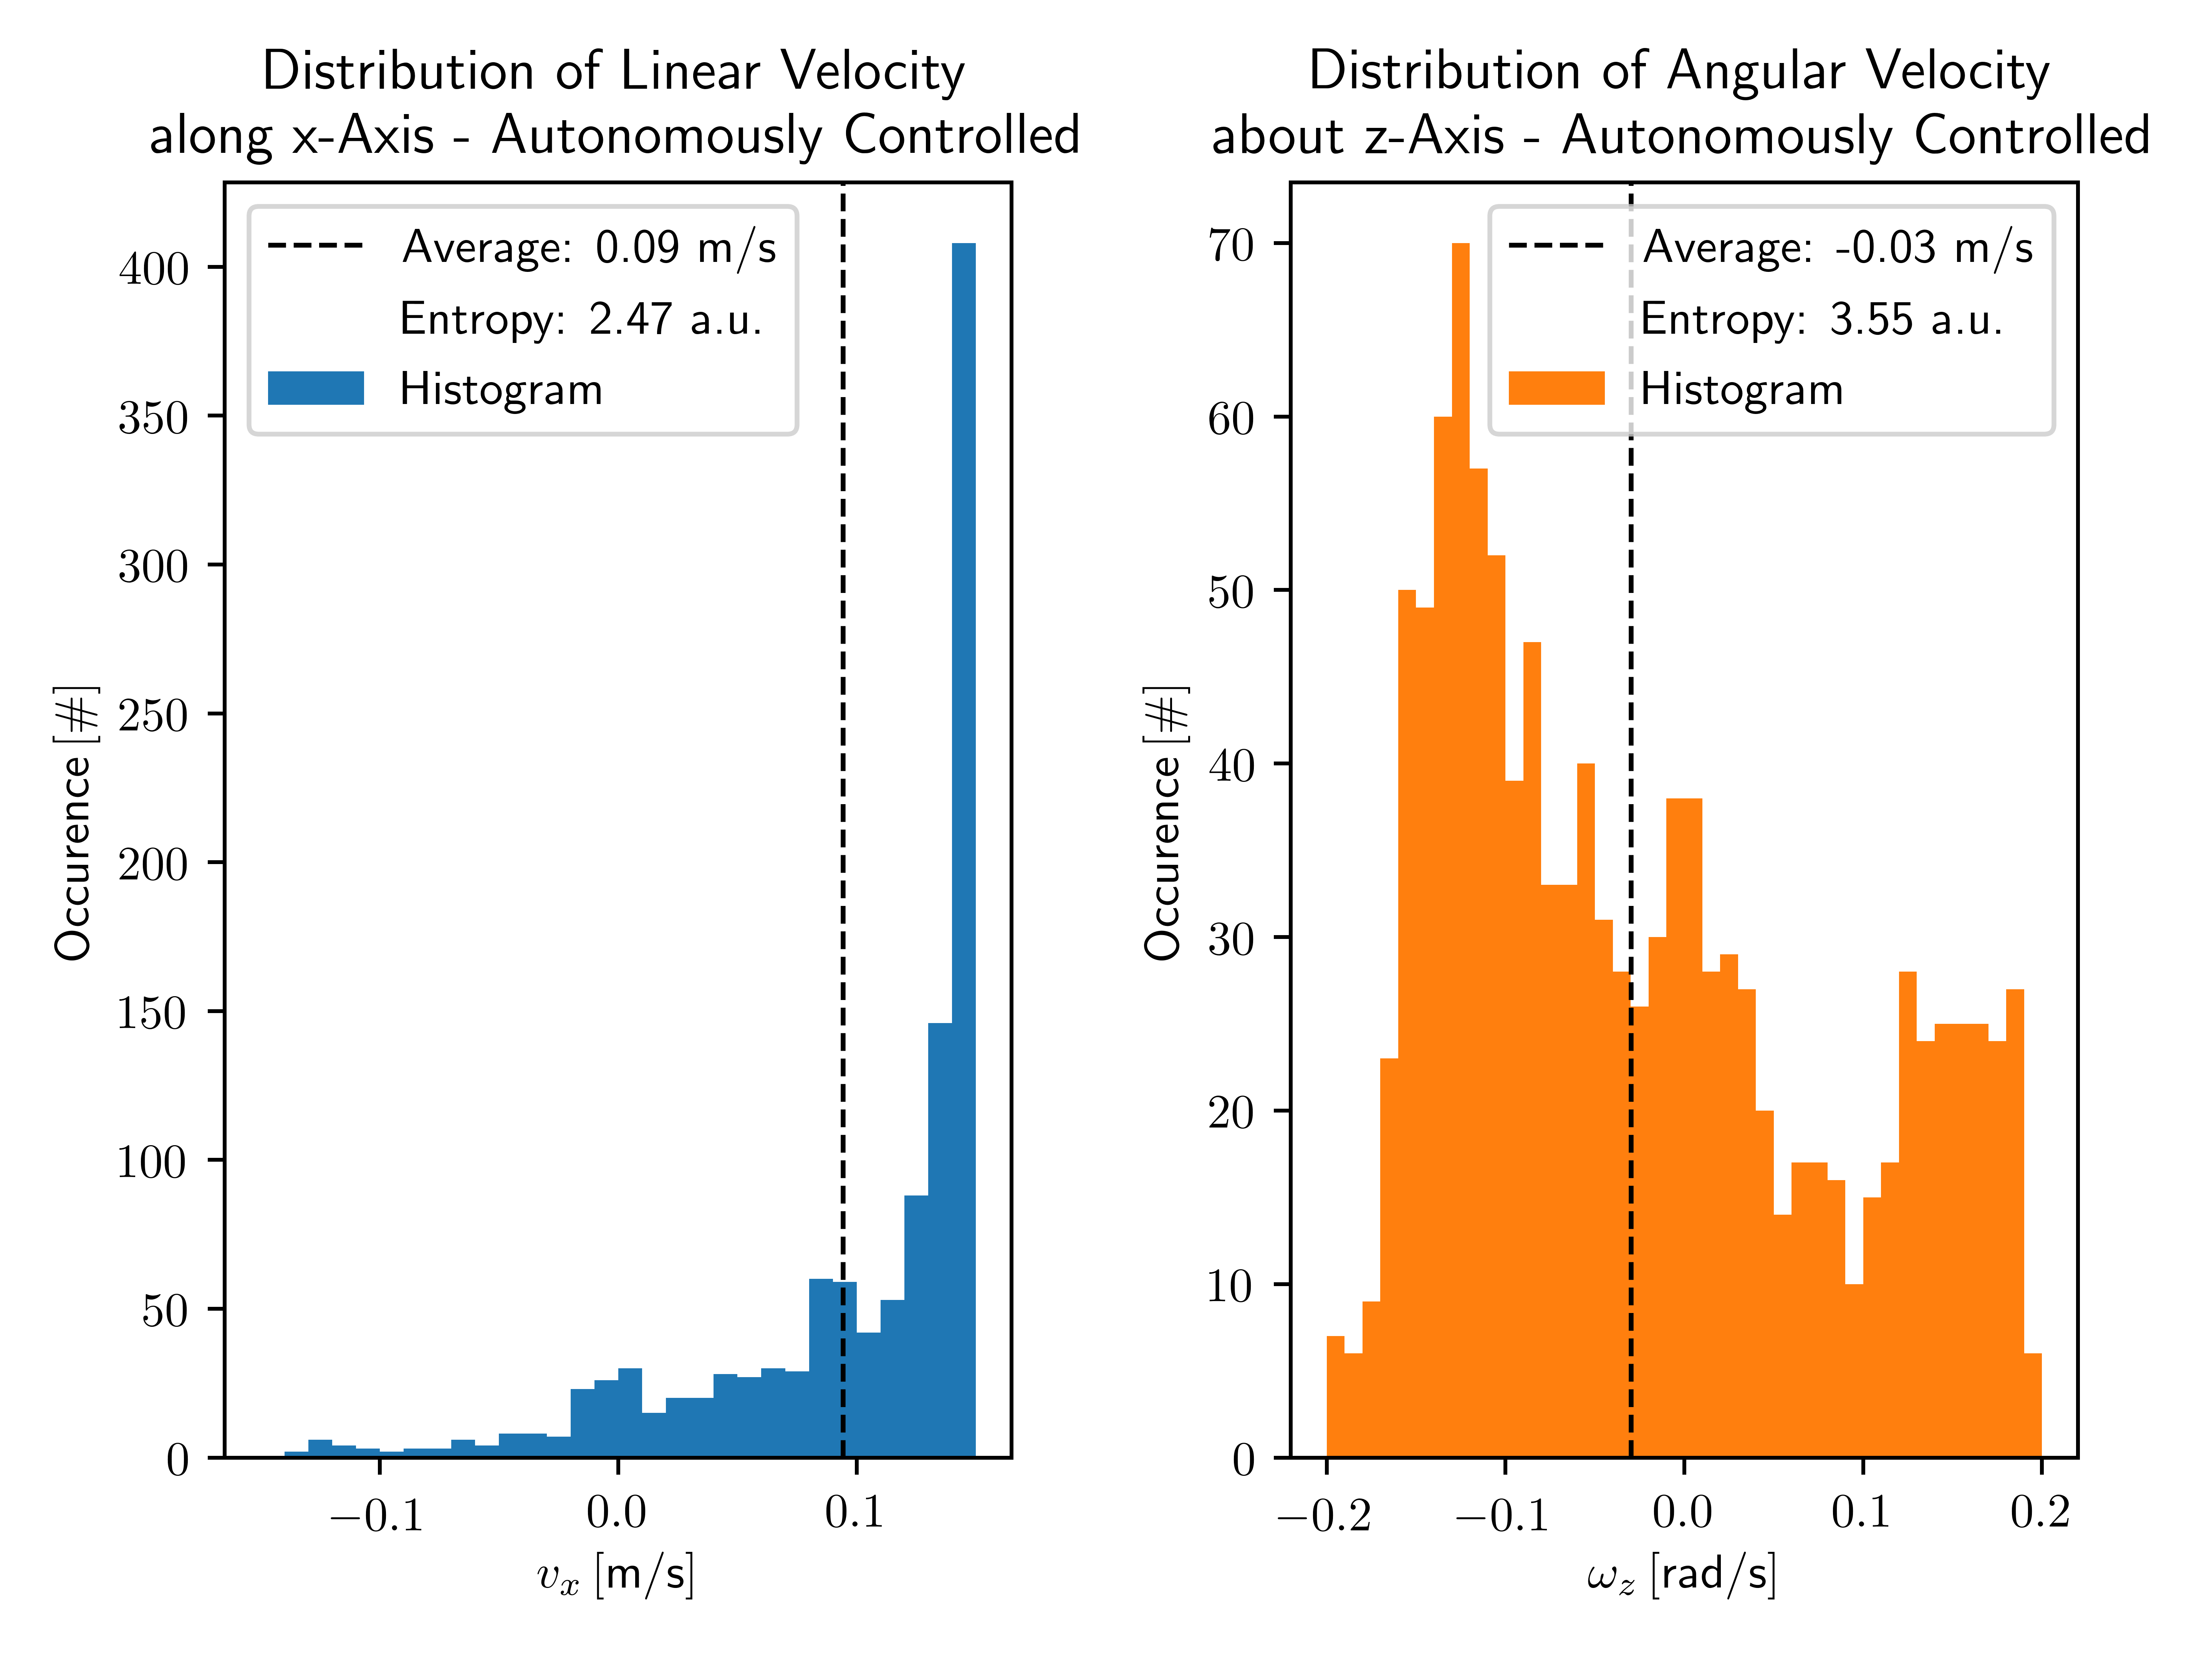 Distribution of Linear Velocity
along x-Axis - Autonomously Controlled
Average: 0.09 m/s
Entropy: 2.47 a.u.
Histogram
400
350
300
250
200
150
100
50
0
Occurence [#]
−0.1
0.0
0.1
v_x [m/s]
Distribution of Angular Velocity
about z-Axis - Autonomously Controlled
Average: -0.03 m/s
Entropy: 3.55 a.u.
Histogram
70
60
50
40
30
20
10
0
Occurence [#]
−0.2
−0.1
0.0
0.1
0.2
ω_z [rad/s]